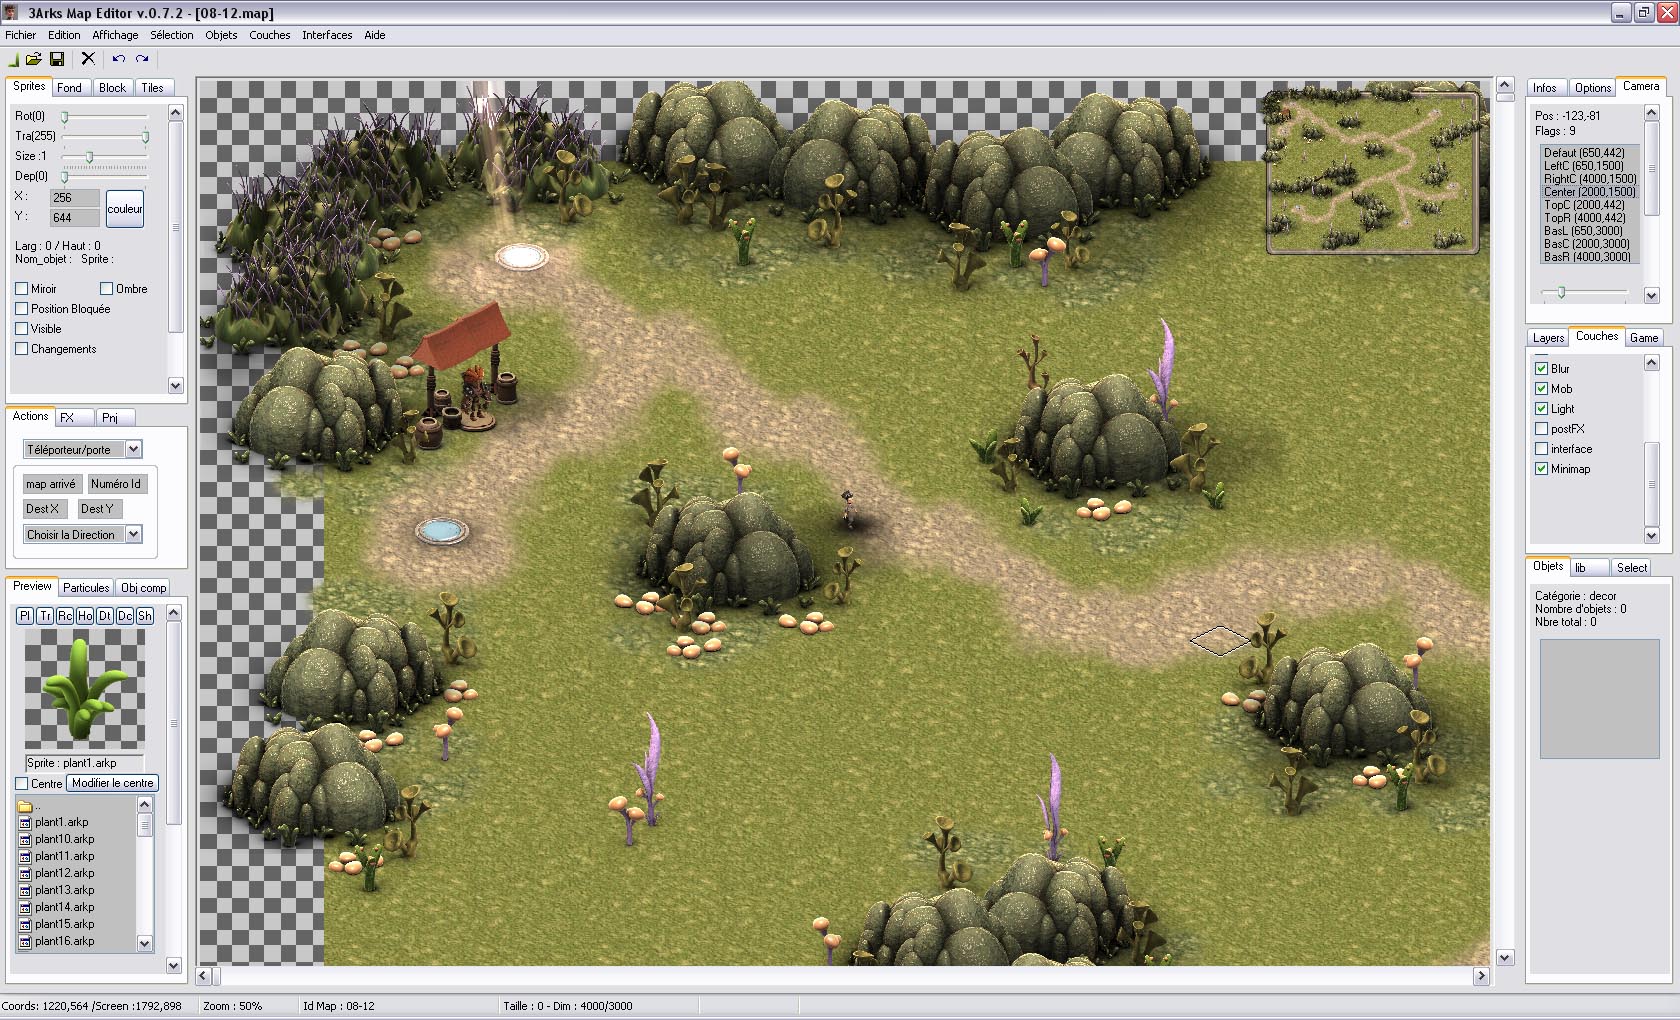 3Arks Map Editor v.0.7.2 - [08-12.map]
Fichier Edition Affichage Sélection Objets Couches Interfaces Aide
Sprites Fond Block Tiles
Rot(0)
Tra(255)
Size :1
Dep(0)
X : 256
Y : 644
couleur
Larg : 0 / Haut : 0
Nom_objet : Sprite :
Miroir Ombre
Position Bloquée
Visible
Changements
Actions FX Pnj
Téléporteur/porte
map arrivé Numéro Id
Dest X Dest Y
Choisir la Direction
Preview Particules Obj comp
Pl Tr Rc Ho Dt Dc Sh
Sprite : plant1.arkp
Centre Modifier le centre
..
plant1.arkp
plant10.arkp
plant11.arkp
plant12.arkp
plant13.arkp
plant14.arkp
plant15.arkp
plant16.arkp
Infos Options Camera
Pos : -123,-81
Flags : 9
Defaut (650,442)
LeftC (650,1500)
RightC (4000,1500)
Center (2000,1500)
TopC (2000,442)
TopR (4000,442)
BasL (650,3000)
BasC (2000,3000)
BasR (4000,3000)
Layers Couches Game
Blur
Mob
Light
postFX
interface
Minimap
Objets lib Select
Catégorie : decor
Nombre d'objets : 0
Nbre total : 0
Coords: 1220,564 /Screen :1792,898 Zoom : 50% Id Map : 08-12 Taille : 0 - Dim : 4000/3000